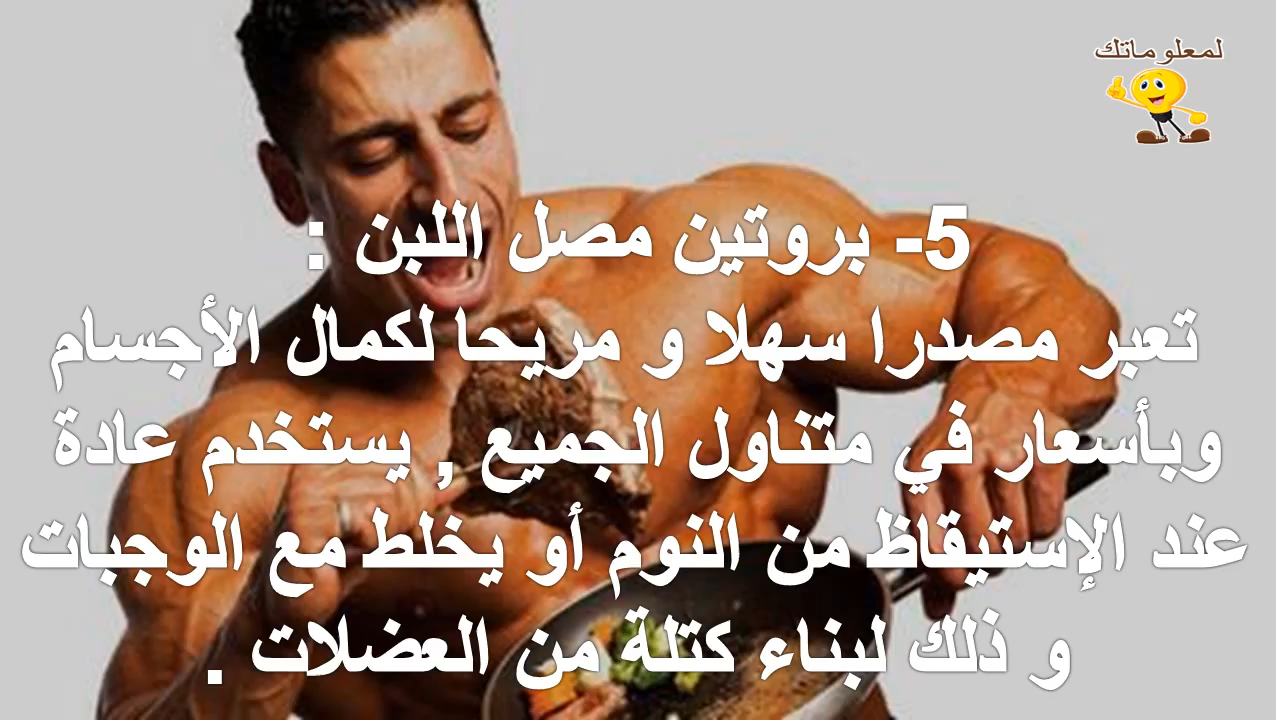 لمعلوماتك
5- بروتين مصل اللبن :
تعبر مصدرا سهلا و مريحا لكمال الأجسام
وبأسعار في متناول الجميع , يستخدم عادة
عند الإستيقاظ من النوم أو يخلط مع الوجبات
و ذلك لبناء كتلة من العضلات .